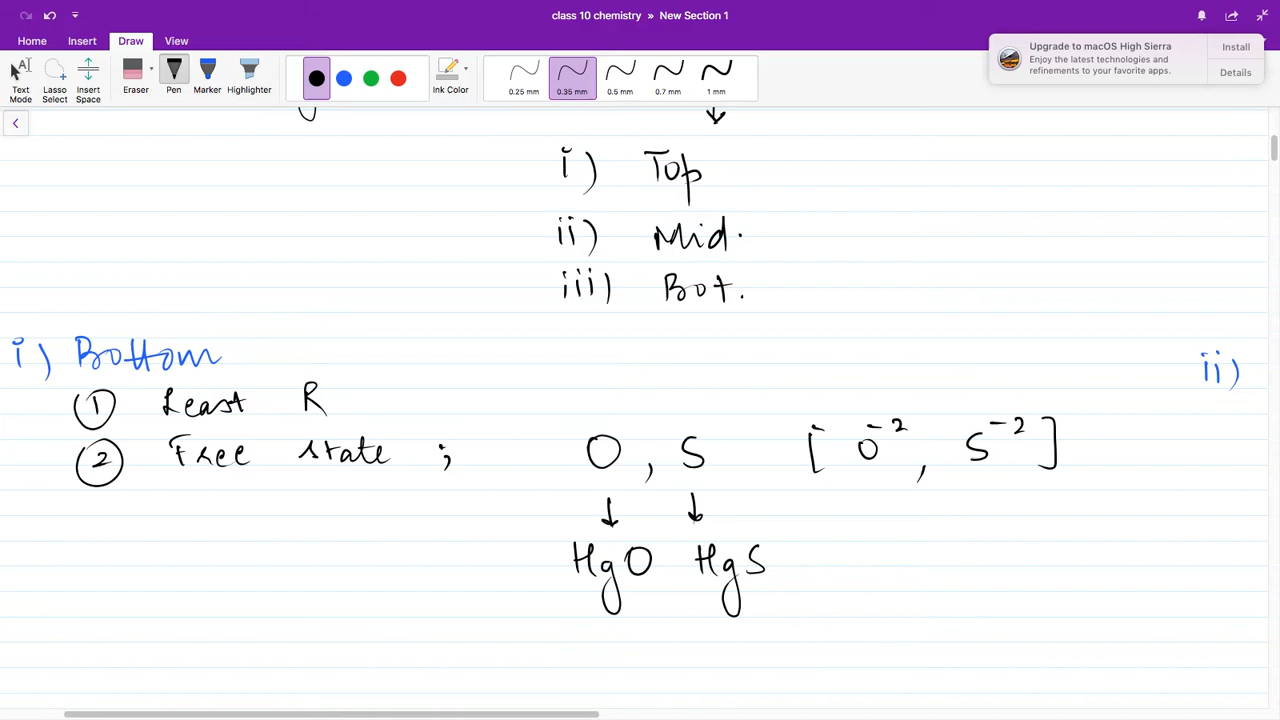 class 10 chemistry » New Section 1
Home Insert Draw View
Upgrade to macOS High Sierra
Enjoy the latest technologies and
refinements to your favorite apps.
Install
Details
Text Mode
Lasso Select
Insert Space
Eraser
Pen
Marker
Highlighter
Ink Color
0.25 mm 0.35 mm 0.5 mm 0.7 mm 1 mm
i) Top
ii) Mid.
iii) Bot.
i) Bottom
ii)
① Least R
② Free state ; O, S [O⁻², S⁻²]
↓ ↓
HgO HgS